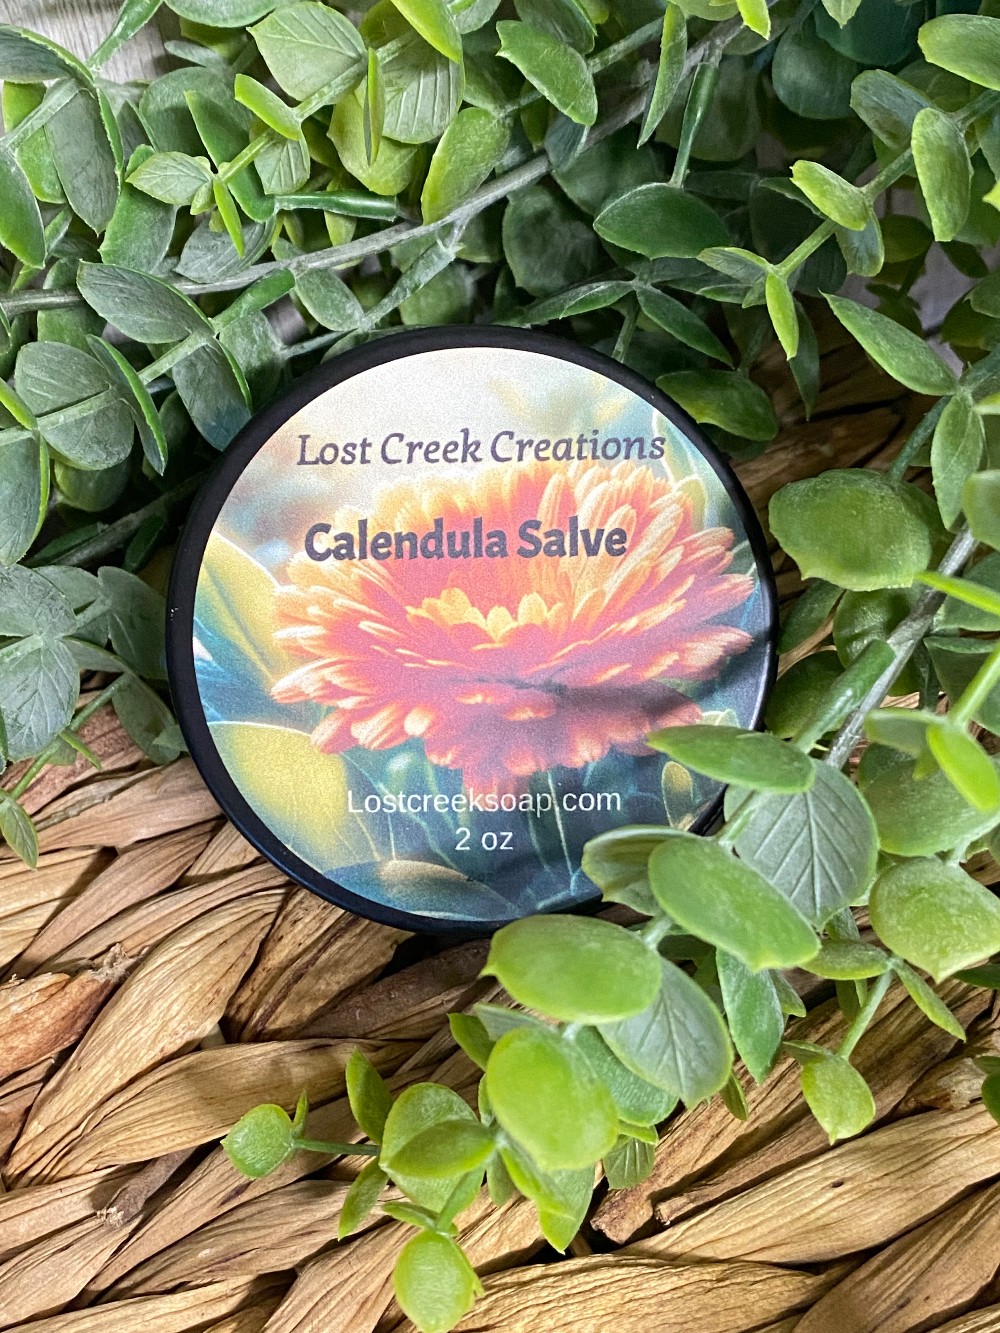 Lost Creek Creations
Calendula Salve
Lostcreeksoap.com
2 oz